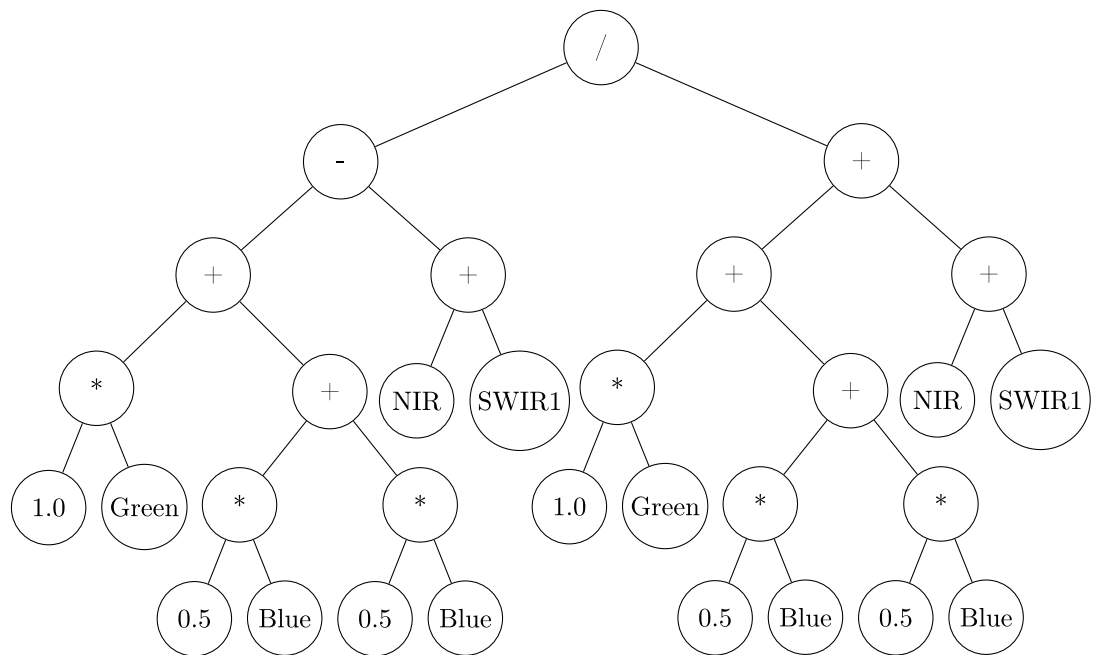 /
- +
+ + + +
* + NIR SWIR1 * + NIR SWIR1
1.0 Green * * 1.0 Green * *
0.5 Blue 0.5 Blue 0.5 Blue 0.5 Blue